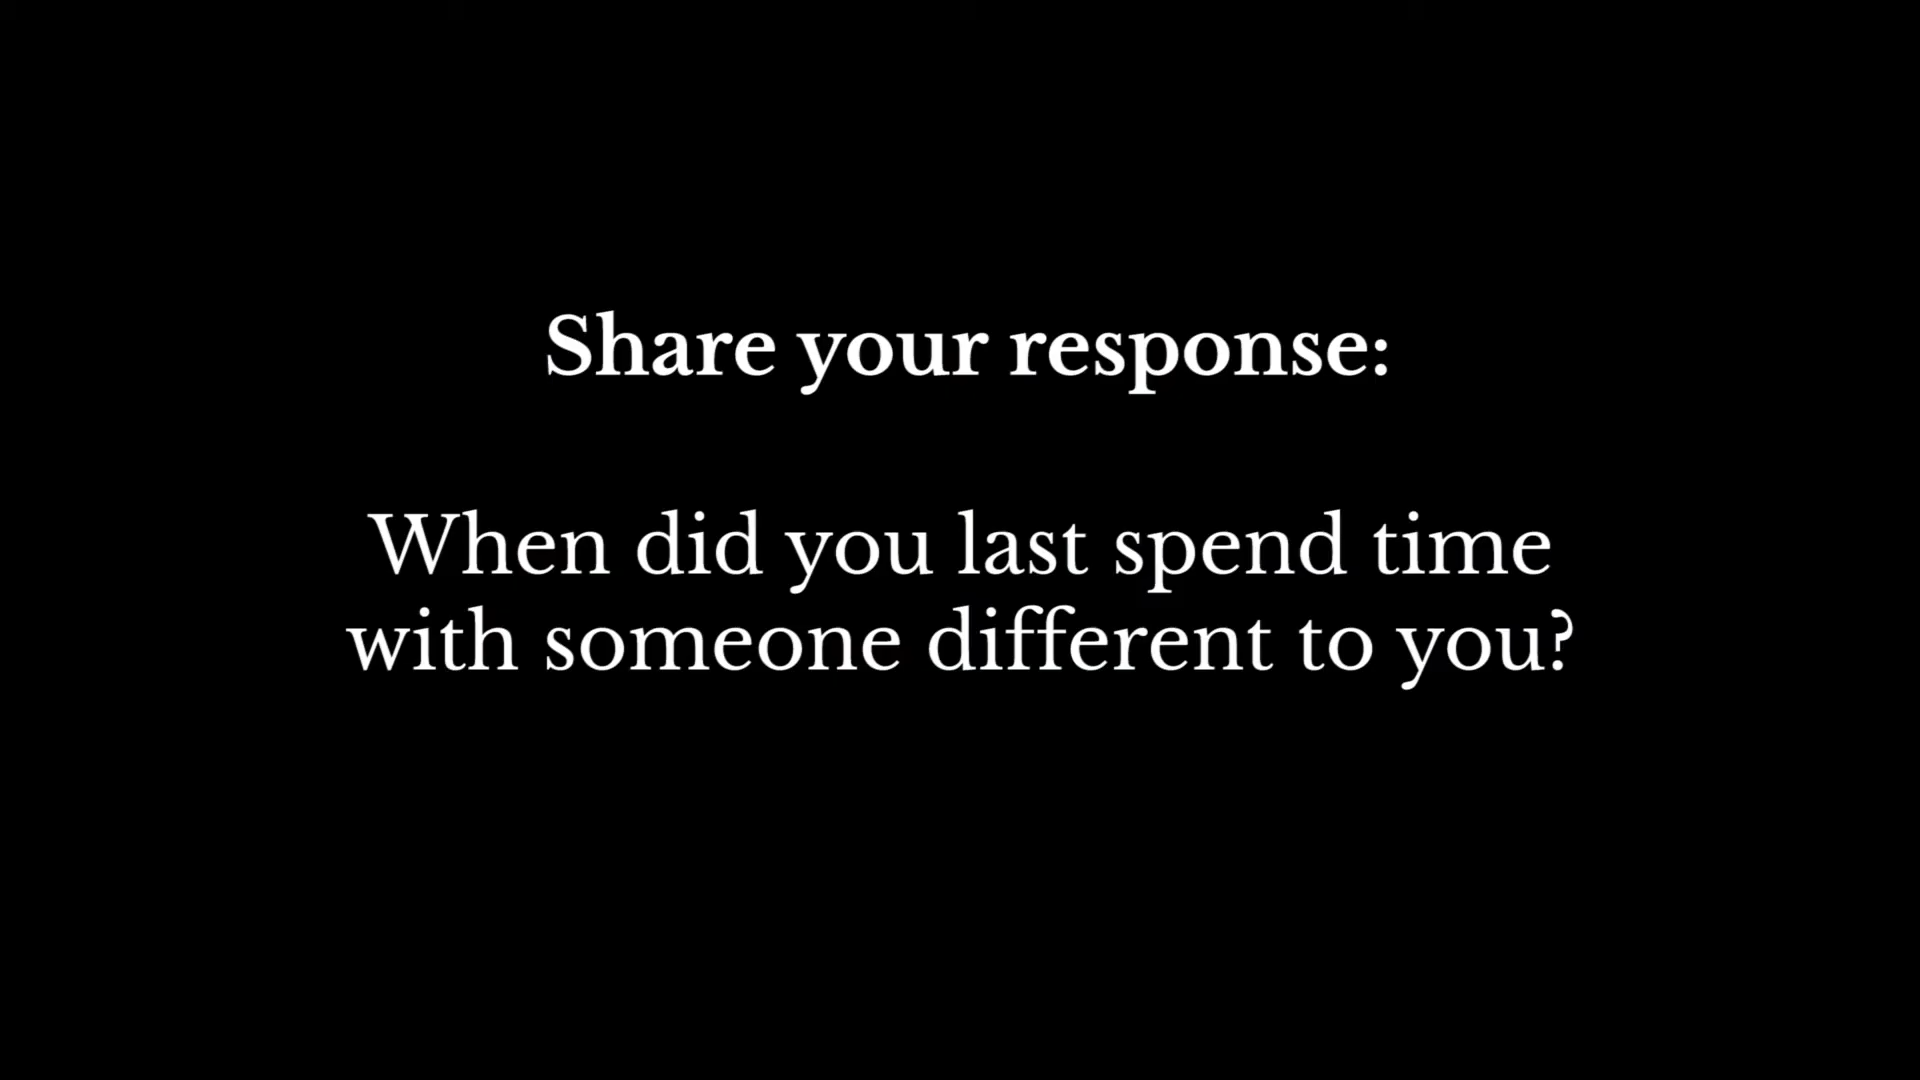 Share your response:
When did you last spend time
with someone different to you?